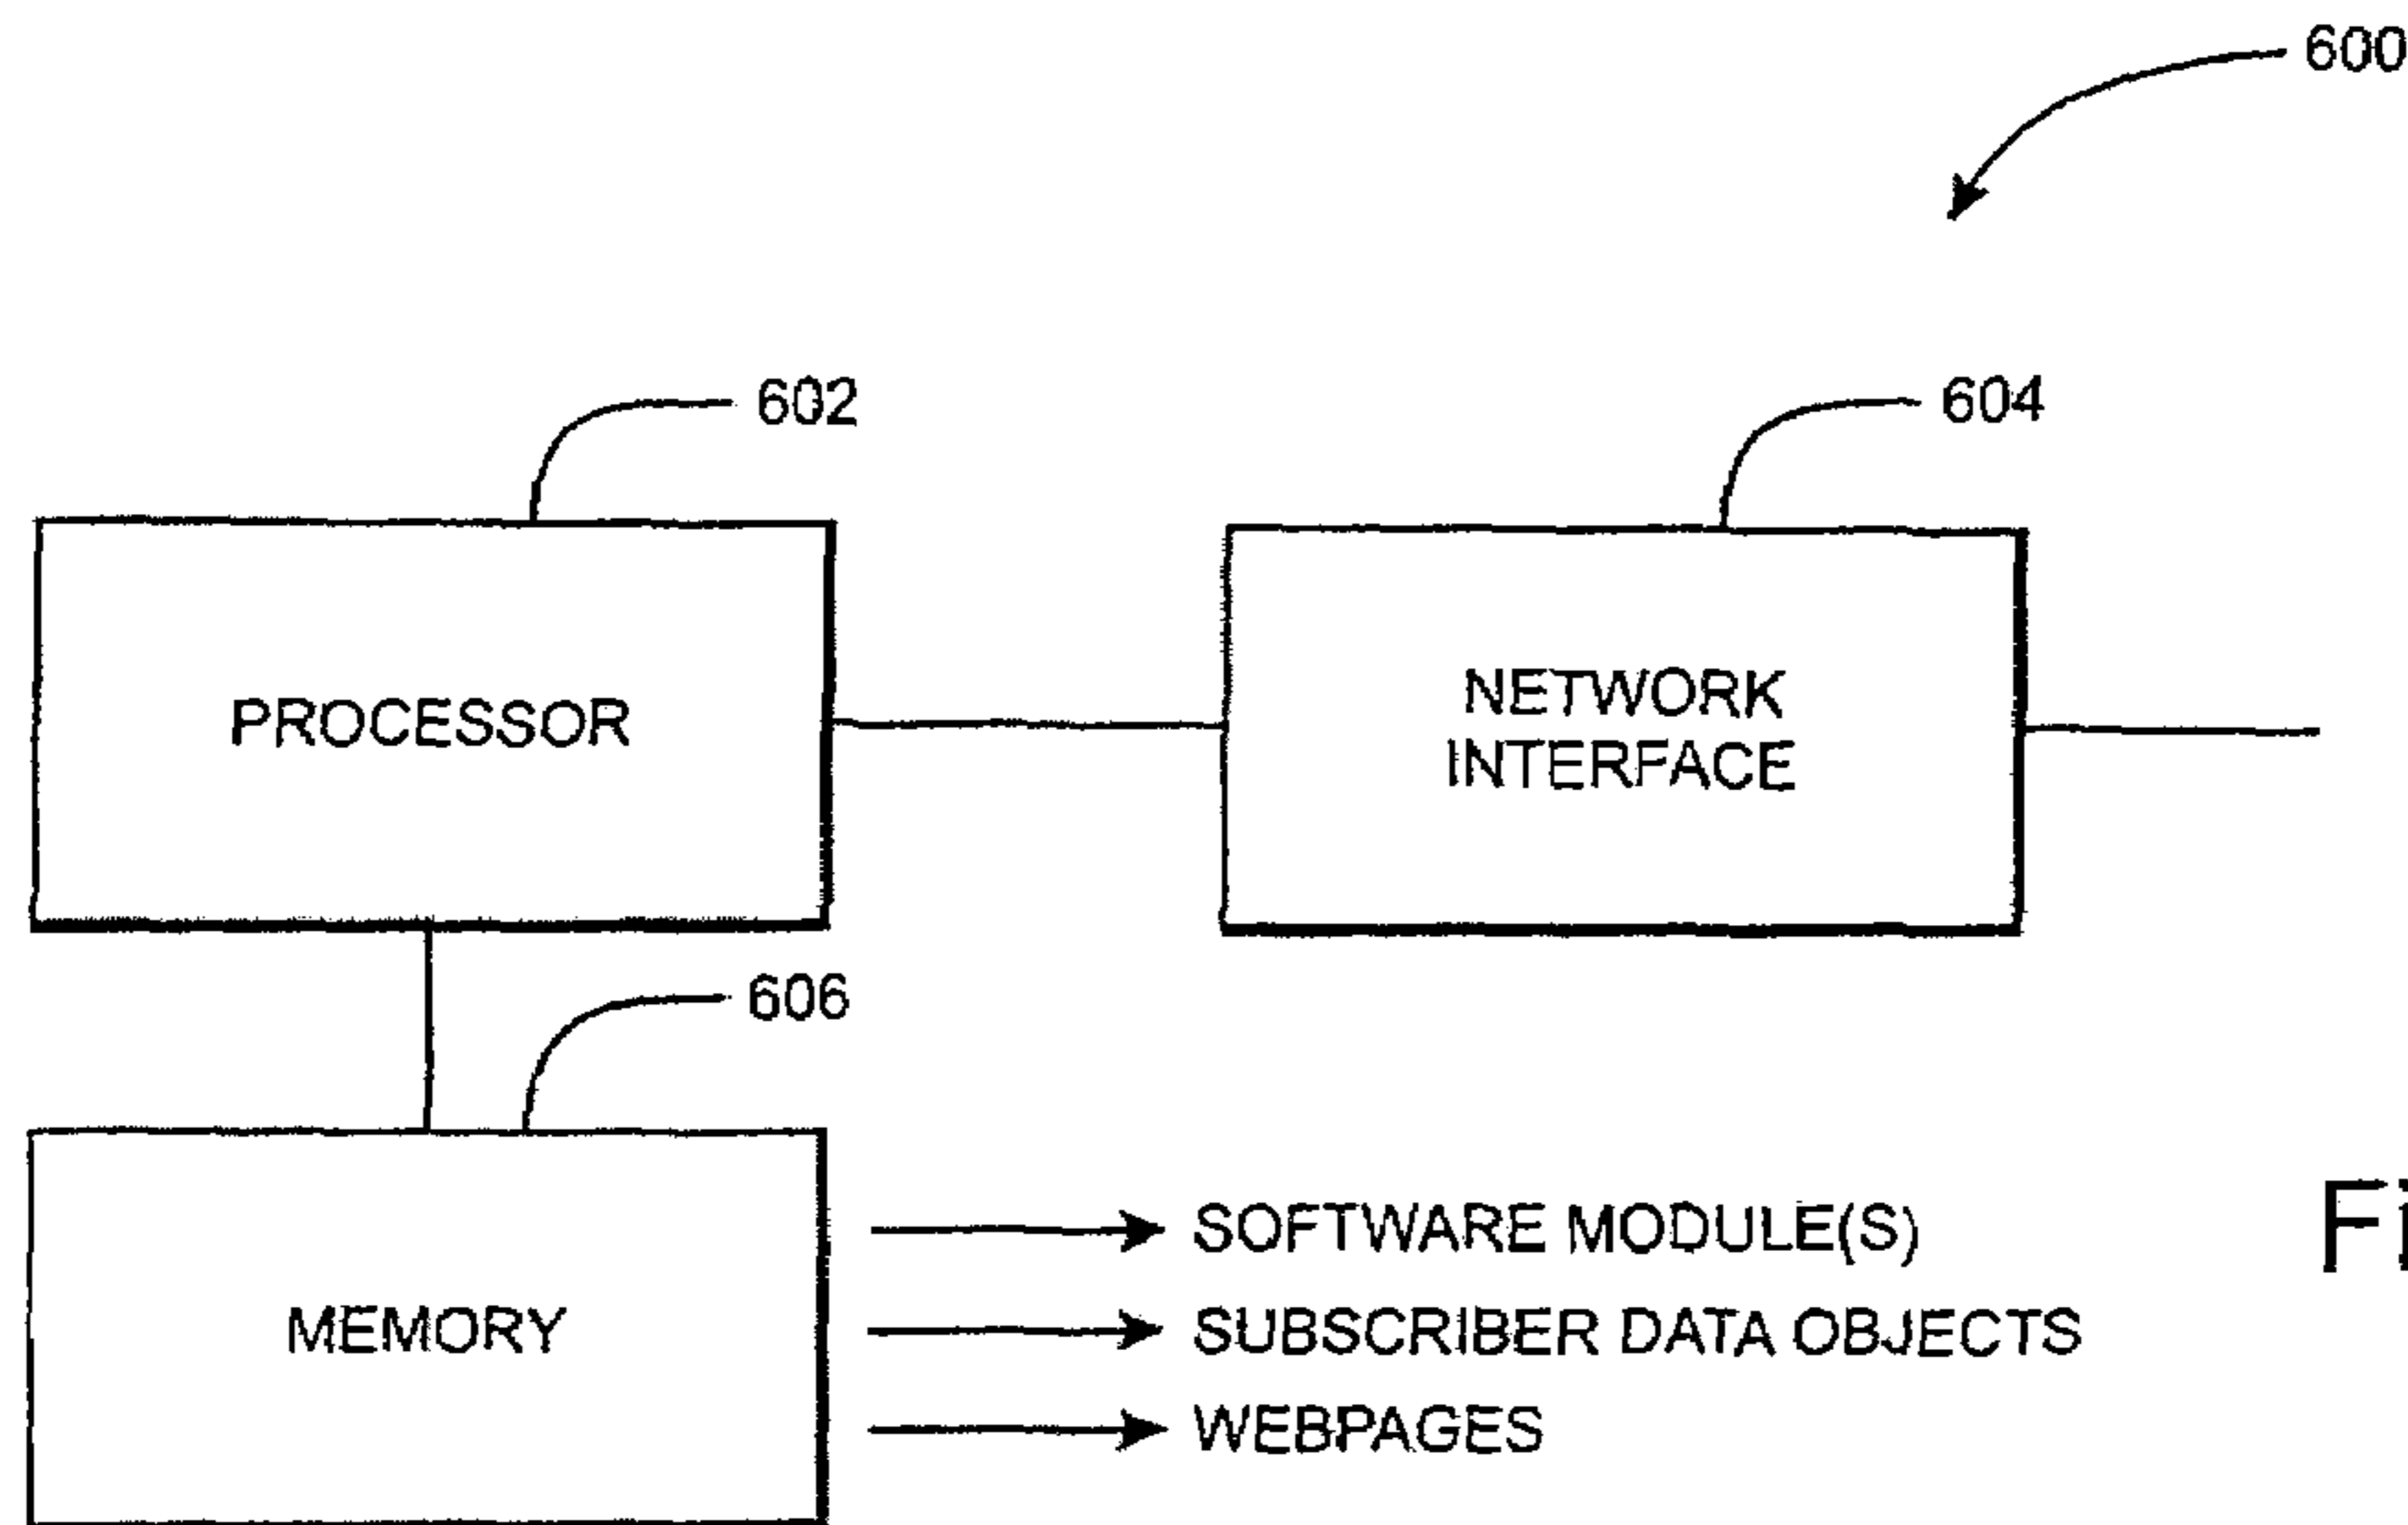 600
602
604
PROCESSOR
NETWORK
INTERFACE
606
SOFTWARE MODULE(S)
MEMORY
SUBSCRIBER DATA OBJECTS
WEBPAGES